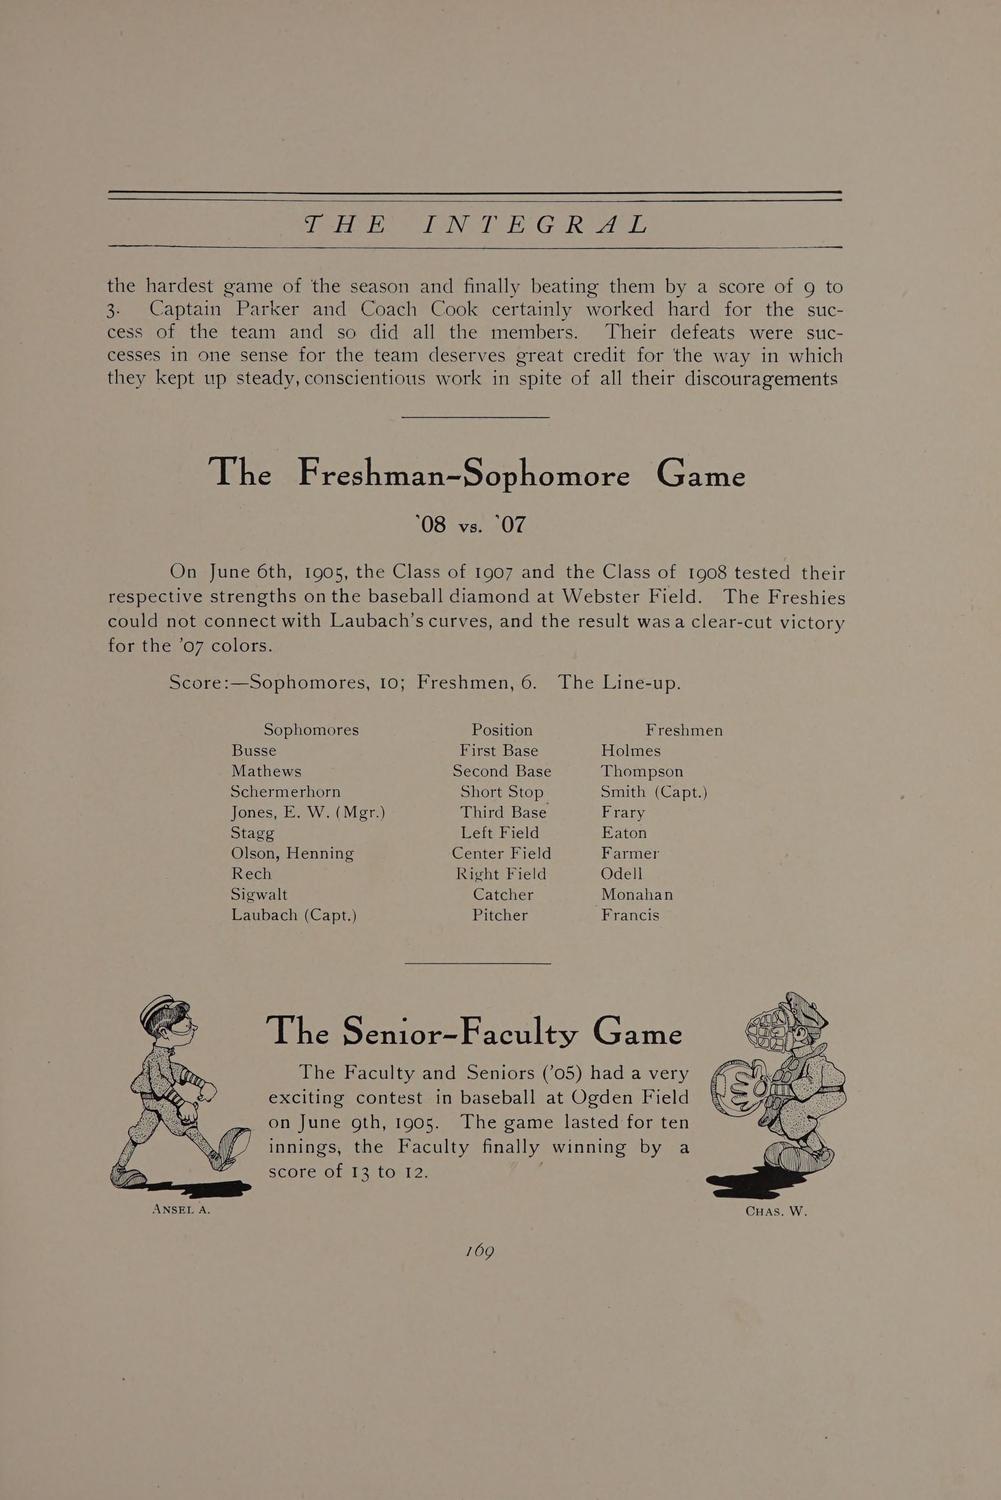 THE INTEGRAL
the hardest game of the season and finally beating them by a score of 9 to
3. Captain Parker and Coach Cook certainly worked hard for the suc-
cess of the team and so did all the members. Their defeats were suc-
cesses in one sense for the team deserves great credit for the way in which
they kept up steady, conscientious work in spite of all their discouragements
The Freshman-Sophomore Game
'08 vs. '07
On June 6th, 1905, the Class of 1907 and the Class of 1908 tested their
respective strengths on the baseball diamond at Webster Field. The Freshies
could not connect with Laubach's curves, and the result was a clear-cut victory
for the '07 colors.
Score:—Sophomores, 10; Freshmen, 6. The Line-up.
Sophomores Position Freshmen
Busse First Base Holmes
Mathews Second Base Thompson
Schermerhorn Short Stop Smith (Capt.)
Jones, E. W. (Mgr.) Third Base Frary
Stagg Left Field Eaton
Olson, Henning Center Field Farmer
Rech Right Field Odell
Sigwalt Catcher Monahan
Laubach (Capt.) Pitcher Francis
The Senior-Faculty Game
The Faculty and Seniors ('05) had a very
exciting contest in baseball at Ogden Field
on June 9th, 1905. The game lasted for ten
innings, the Faculty finally winning by a
score of 13 to 12.
ANSEL A.
CHAS. W.
169